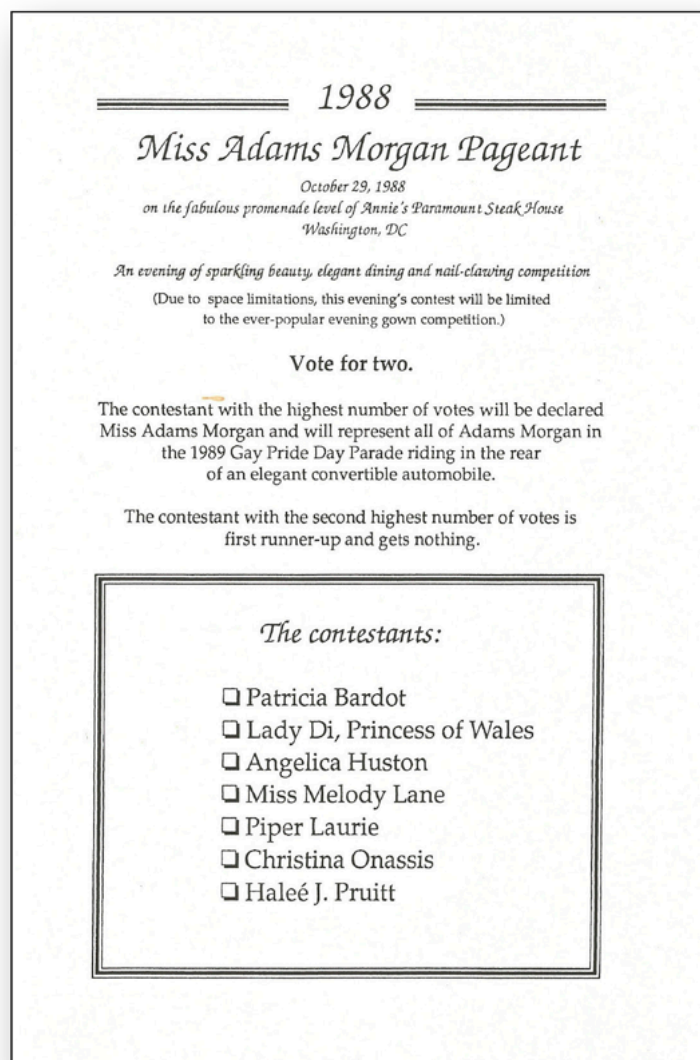 1988
Miss Adams Morgan Pageant
October 29, 1988
on the fabulous promenade level of Annie's Paramount Steak House
Washington, DC
An evening of sparkling beauty, elegant dining and nail-clawing competition
(Due to space limitations, this evening's contest will be limited
to the ever-popular evening gown competition.)
Vote for two.
The contestant with the highest number of votes will be declared
Miss Adams Morgan and will represent all of Adams Morgan in
the 1989 Gay Pride Day Parade riding in the rear
of an elegant convertible automobile.
The contestant with the second highest number of votes is
first runner-up and gets nothing.
The contestants:
❏ Patricia Bardot
❏ Lady Di, Princess of Wales
❏ Angelica Huston
❏ Miss Melody Lane
❏ Piper Laurie
❏ Christina Onassis
❏ Haleé J. Pruitt